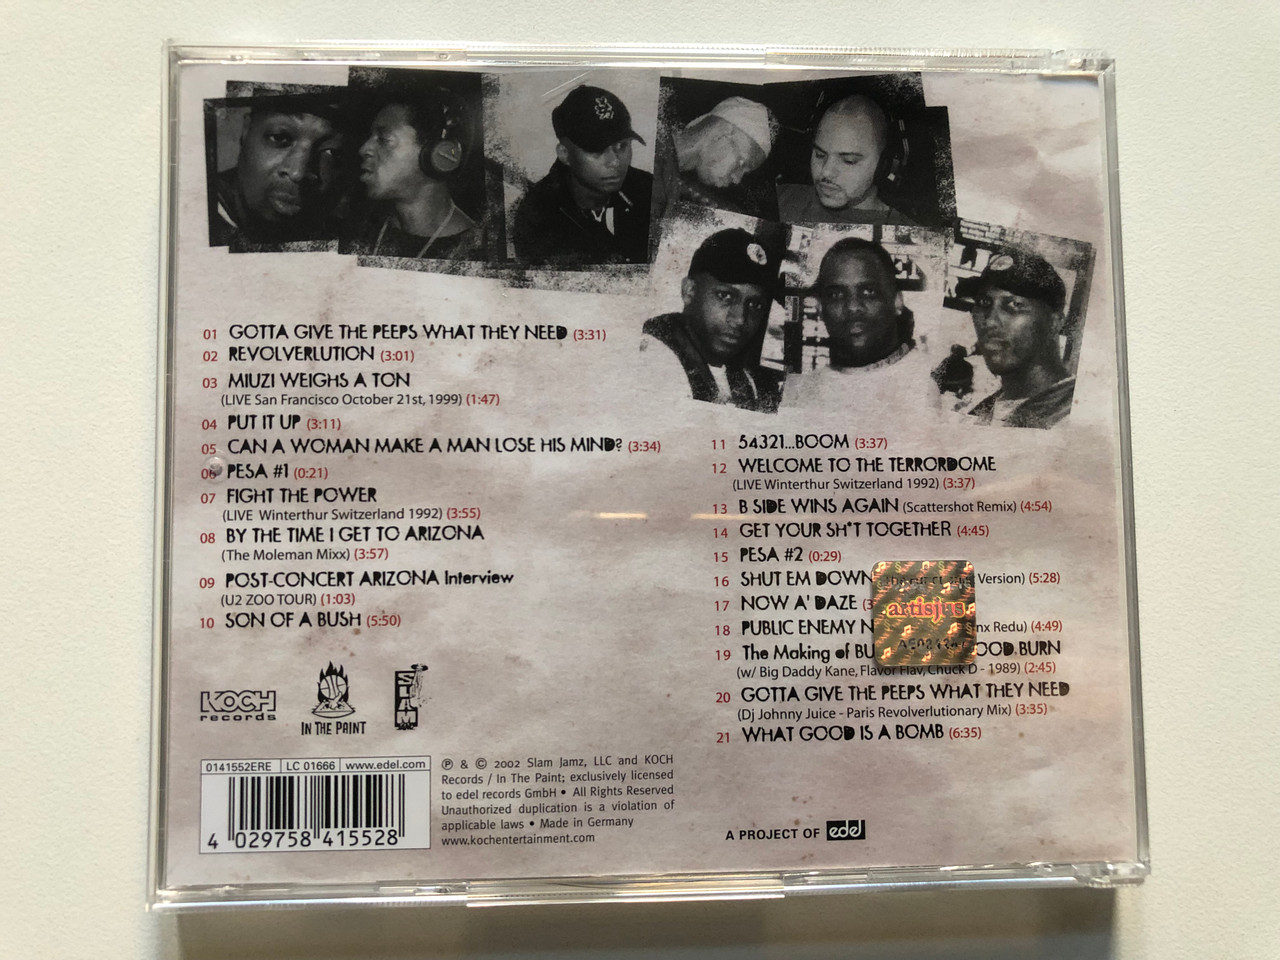 01 GOTTA GIVE THE PEEPS WHAT THEY NEED (3:31)
02 REVOLVERLUTION (3:01)
03 MIUZI WEIGHS A TON
(LIVE San Francisco October 21st, 1999) (1:47)
04 PUT IT UP (3:11)
05 CAN A WOMAN MAKE A MAN LOSE HIS MIND? (3:34)
06 PESA #1 (0:21)
07 FIGHT THE POWER
(LIVE Winterthur Switzerland 1992) (3:55)
08 BY THE TIME I GET TO ARIZONA
(The Moleman Mixx) (3:57)
09 POST-CONCERT ARIZONA Interview
(U2 ZOO TOUR) (1:03)
10 SON OF A BUSH (5:50)
11 54321...BOOM (3:37)
12 WELCOME TO THE TERRORDOME
(LIVE Winterthur Switzerland 1992) (3:37)
13 B SIDE WINS AGAIN (Scattershot Remix) (4:54)
14 GET YOUR SH*T TOGETHER (4:45)
15 PESA #2 (0:29)
16 SHUT EM DOWN Version) (5:28)
17 NOW A' DAZE (3
18 PUBLIC ENEMY N nx Redu) (4:49)
19 The Making of BU OOD BURN
(w/ Big Daddy Kane, Flavor Flav, Chuck D - 1989) (2:45)
20 GOTTA GIVE THE PEEPS WHAT THEY NEED
(Dj Johnny Juice - Paris Revolverlutionary Mix) (3:35)
21 WHAT GOOD IS A BOMB (6:35)
artisjus
KOCH
records
IN THE PAINT
SLAM
0141552ERE LC 01666 www.edel.com
4 029758 415528
℗ & © 2002 Slam Jamz, LLC and KOCH
Records / In The Paint; exclusively licensed
to edel records GmbH • All Rights Reserved
Unauthorized duplication is a violation of
applicable laws • Made in Germany
www.kochentertainment.com
A PROJECT OF edel